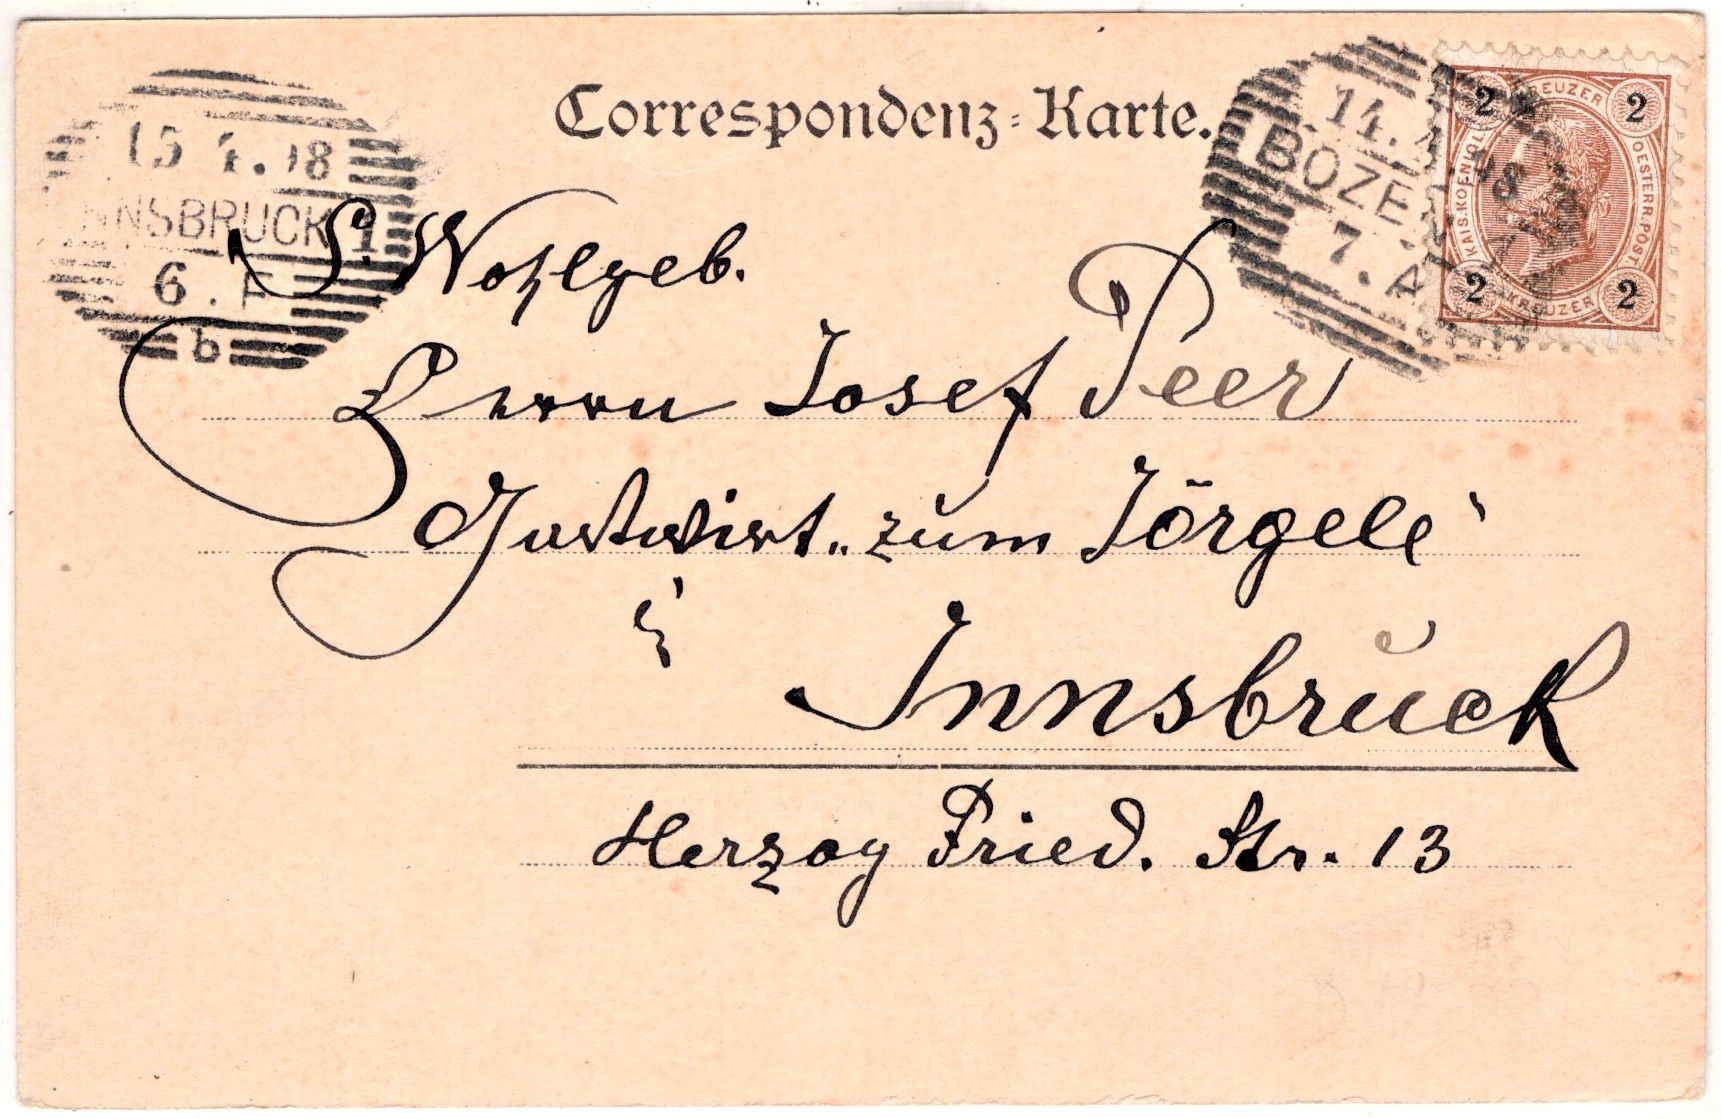 Correspondenz-Karte.
15 4. 98
INNSBRUCK 1
6. F
b
14. 4. 98
BOZEN
7. A
2 KREUZER 2
KAIS. KOENIGL. OESTERR. POST
2 KREUZER 2
S. Wohlgeb.
Herrn Josef Peer
Gastwirt „zum Jörgele“
in
Innsbruck
Herzog Fried. Str. 13